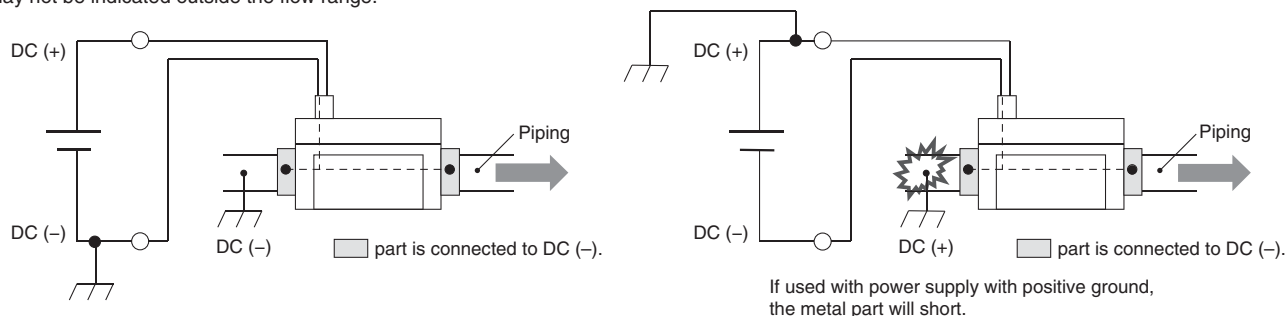 may not be indicated outside the flow range.
DC (+)
Piping
DC (–)
DC (–)
part is connected to DC (–).
DC (+)
Piping
DC (–)
DC (+)
part is connected to DC (–).
If used with power supply with positive ground,
the metal part will short.